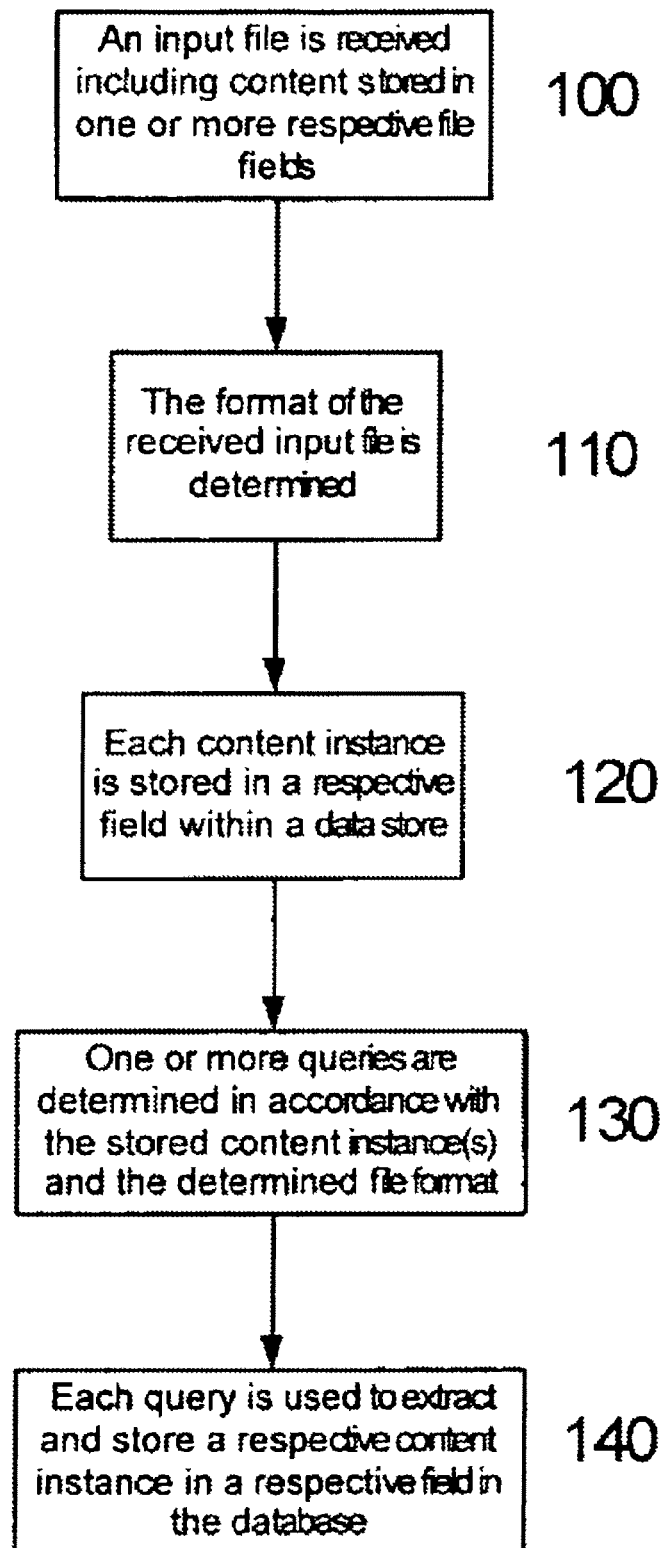 An input file is received
including content stored in
one or more respective file
fields
100
The format of the
received input file is
determined
110
Each content instance
is stored in a respective
field within a data store
120
One or more queries are
determined in accordance with
the stored content instance(s)
and the determined file format
130
Each query is used to extract
and store a respective content
instance in a respective field in
the database
140